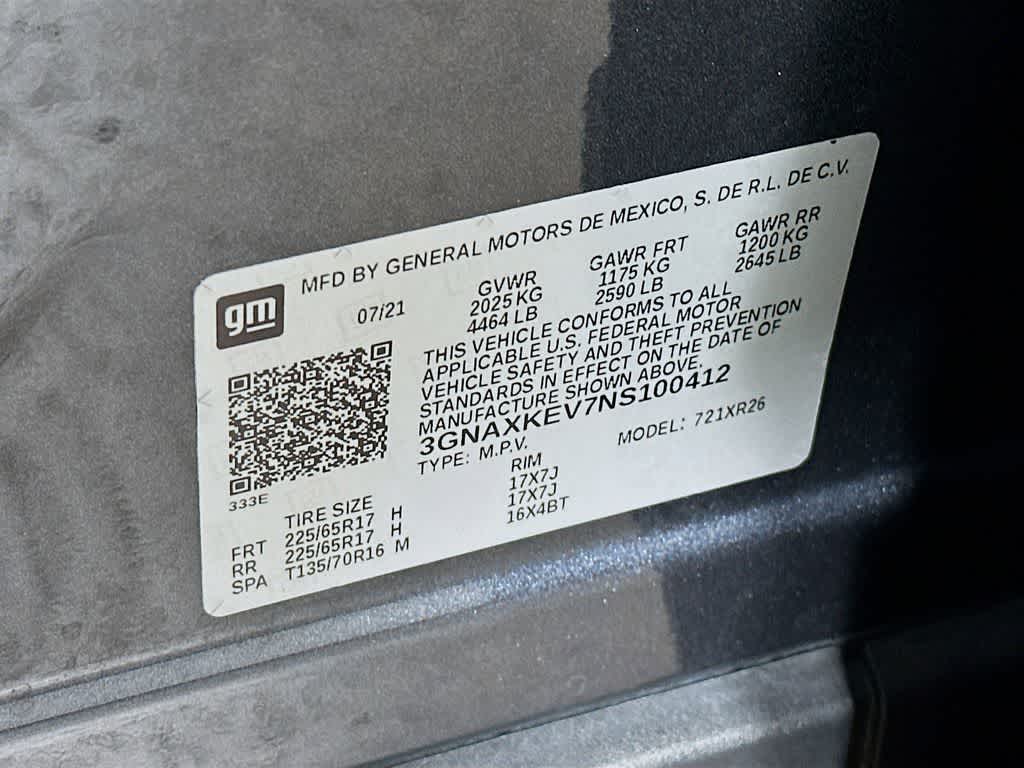 gm
MFD BY GENERAL MOTORS DE MEXICO, S. DE R.L. DE C.V.
07/21 GVWR GAWR FRT GAWR RR
2025 KG 1175 KG 1200 KG
4464 LB 2590 LB 2645 LB
THIS VEHICLE CONFORMS TO ALL
APPLICABLE U.S. FEDERAL MOTOR
VEHICLE SAFETY AND THEFT PREVENTION
STANDARDS IN EFFECT ON THE DATE OF
MANUFACTURE SHOWN ABOVE.
3GNAXKEV7NS100412
TYPE: M.P.V. MODEL: 721XR26
333E
TIRE SIZE RIM
FRT 225/65R17 H 17X7J
RR 225/65R17 H 17X7J
SPA T135/70R16 M 16X4BT